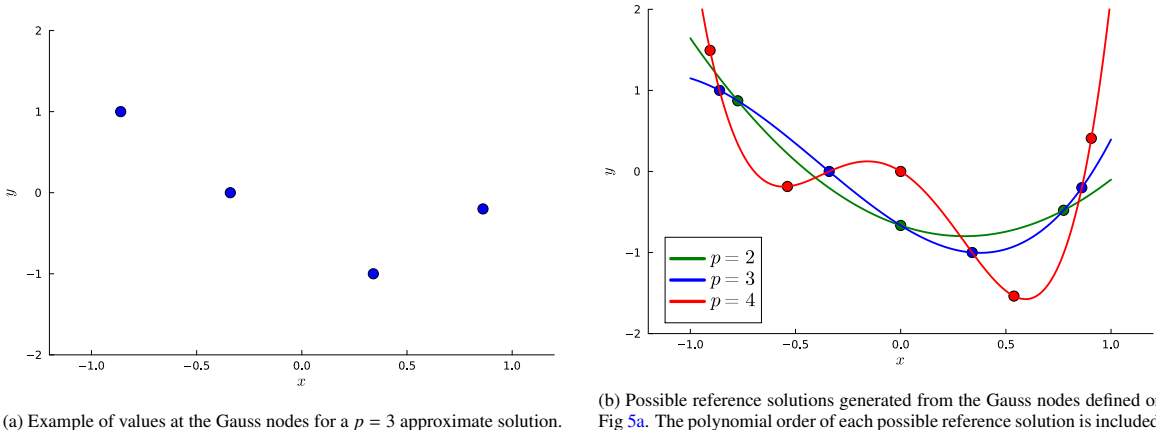 2
1
0
−1
−2
y
−1.0
−0.5
0.0
0.5
1.0
x
(a) Example of values at the Gauss nodes for a p = 3 approximate solution.
2
1
0
−1
−2
y
p = 2
p = 3
p = 4
−1.0
−0.5
0.0
0.5
1.0
x
(b) Possible reference solutions generated from the Gauss nodes defined
Fig 5a. The polynomial order of each possible reference solution is included